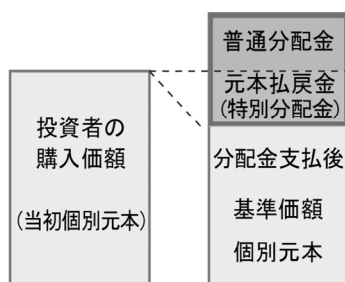 投資者の
購入価額
(当初個別元本)
普通分配金
元本払戻金
(特別分配金)
分配金支払後
基準価額
個別元本